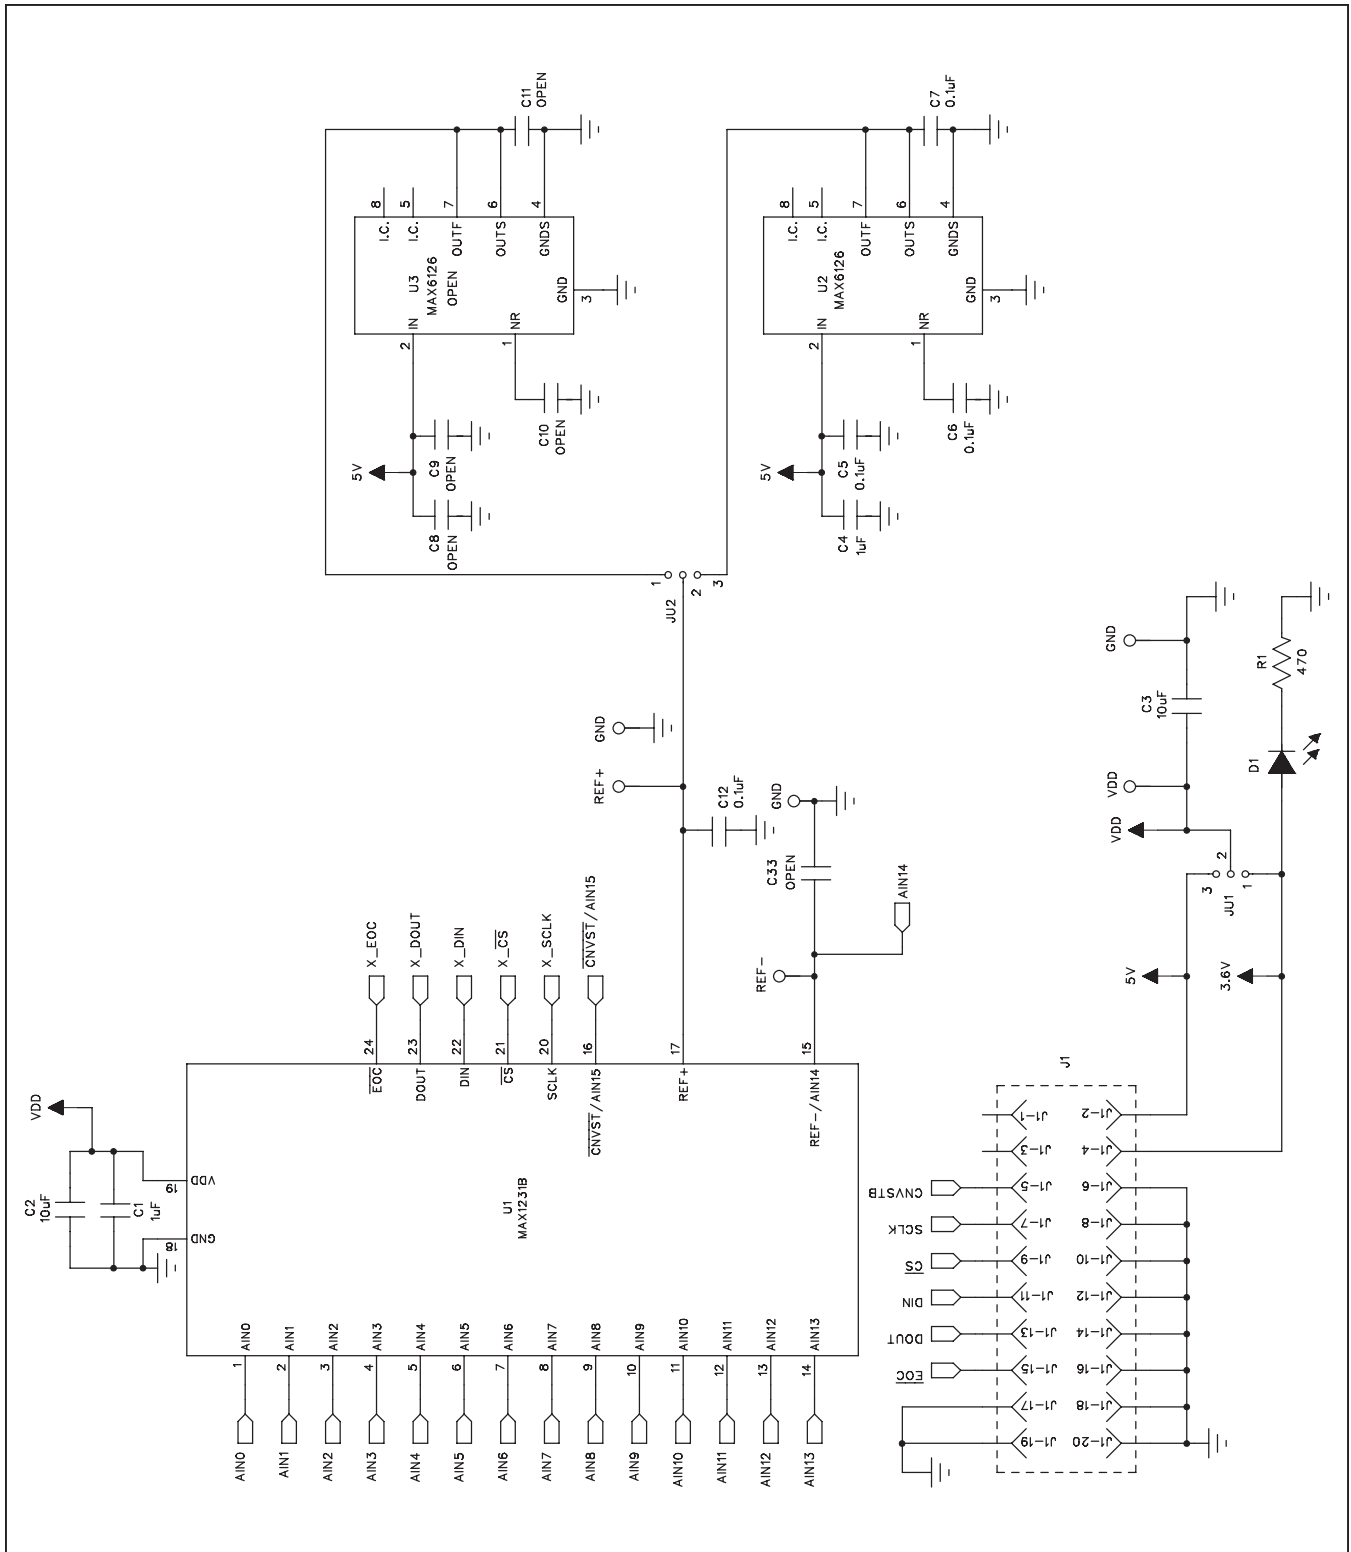 C11
OPEN
I.C.
8
I.C.
5
OUTF
7
OUTS
6
GNDS
4
U3
MAX6126
OPEN
IN
2
NR
1
GND
3
5V
C8
OPEN
C9
OPEN
C10
OPEN
C7
0.1uF
I.C.
8
I.C.
5
OUTF
7
OUTS
6
GNDS
4
U2
MAX6126
IN
2
NR
1
GND
3
5V
C4
1uF
C5
0.1uF
C6
0.1uF
JU2
1
2
3
GND
REF+
C12
0.1uF
GND
C33
OPEN
REF-
AIN14
GND
C3
10uF
VDD
VDD
R1
470
D1
JU1
3
2
1
5V
3.6V
VDD
C2
10uF
C1
1uF
19
VDD
18
GND
U1
MAX1231B
EOC
24
X_EOC
DOUT
23
X_DOUT
DIN
22
X_DIN
CS
21
X_CS
SCLK
20
X_SCLK
CNVST/AIN15
16
CNVST/AIN15
REF+
17
REF-/AIN14
15
AIN0
1
AIN0
AIN1
2
AIN1
AIN2
3
AIN2
AIN3
4
AIN3
AIN4
5
AIN4
AIN5
6
AIN5
AIN6
7
AIN6
AIN7
8
AIN7
AIN8
9
AIN8
AIN9
10
AIN9
AIN10
11
AIN10
AIN11
12
AIN11
AIN12
13
AIN12
AIN13
14
AIN13
J1
J1-1
J1-2
J1-3
J1-4
CNVSTB
J1-5
J1-6
SCLK
J1-7
J1-8
CS
J1-9
J1-10
DIN
J1-11
J1-12
DOUT
J1-13
J1-14
EOC
J1-15
J1-16
J1-17
J1-18
J1-19
J1-20